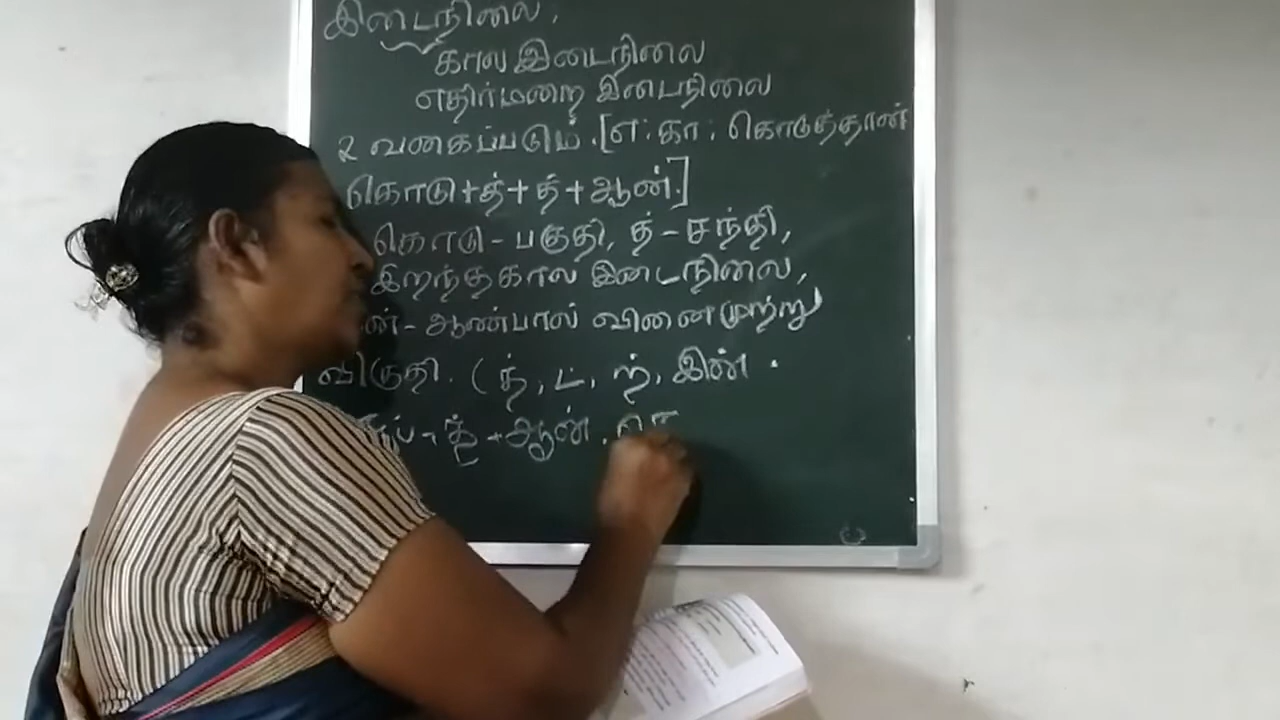 இடைநிலை,
கால இடைநிலை
எதிர்மறை இடைநிலை
2 வகைப்படும். [எ.கா : கொடுத்தான்
கொடு+த்+த்+ஆன்.]
கொடு - பகுதி, த் - சந்தி,
இறந்தகால இடைநிலை,
ன் - ஆண்பால் வினைமுற்று
விகுதி. (த், ட், ற், இன்.
த் + ஆன்.